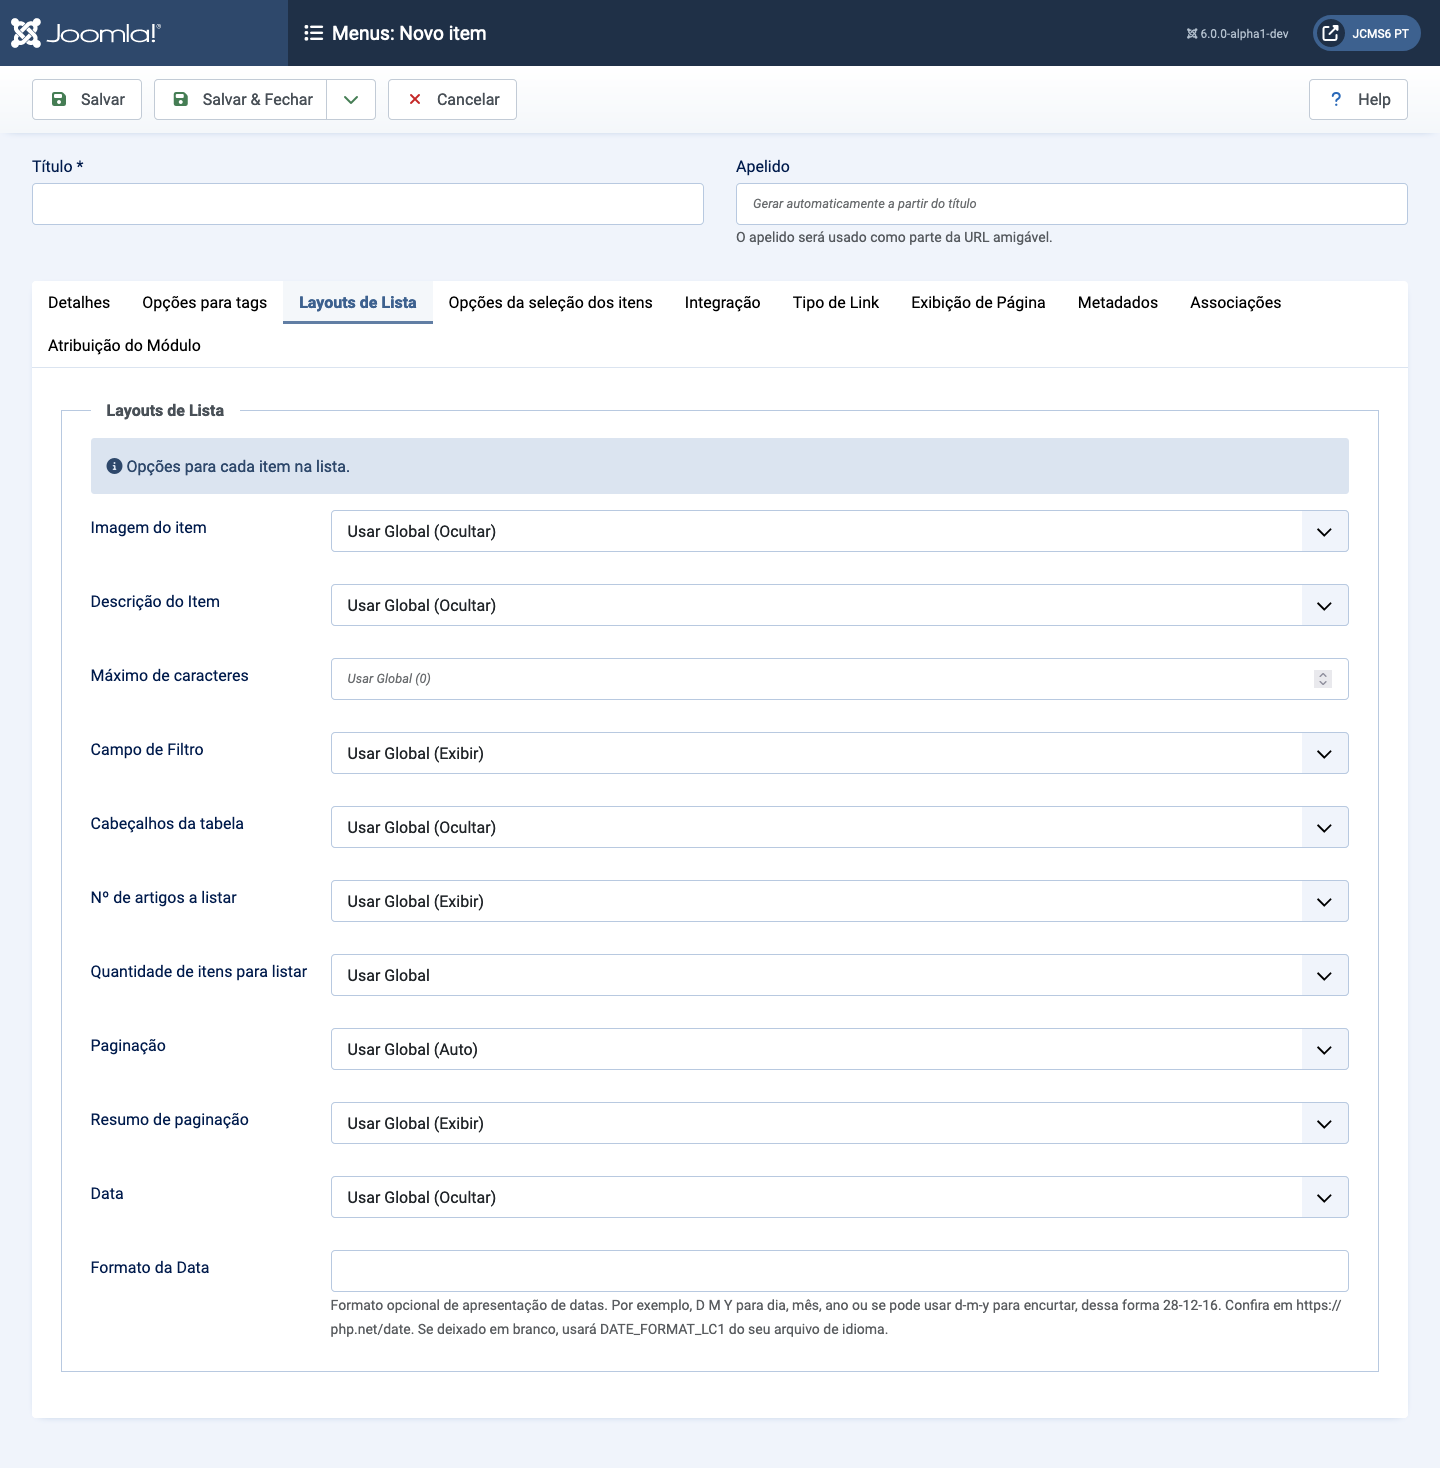 Joomla!®
Menus: Novo item
6.0.0-alpha1-dev
JCMS6 PT
Salvar
Salvar & Fechar
Cancelar
? Help
Título *
Apelido
Gerar automaticamente a partir do título
O apelido será usado como parte da URL amigável.
Detalhes
Opções para tags
Layouts de Lista
Opções da seleção dos itens
Integração
Tipo de Link
Exibição de Página
Metadados
Associações
Atribuição do Módulo
Layouts de Lista
Opções para cada item na lista.
Imagem do item
Usar Global (Ocultar)
Descrição do Item
Usar Global (Ocultar)
Máximo de caracteres
Usar Global (0)
Campo de Filtro
Usar Global (Exibir)
Cabeçalhos da tabela
Usar Global (Ocultar)
Nº de artigos a listar
Usar Global (Exibir)
Quantidade de itens para listar
Usar Global
Paginação
Usar Global (Auto)
Resumo de paginação
Usar Global (Exibir)
Data
Usar Global (Ocultar)
Formato da Data
Formato opcional de apresentação de datas. Por exemplo, D M Y para dia, mês, ano ou se pode usar d-m-y para encurtar, dessa forma 28-12-16. Confira em https://
php.net/date. Se deixado em branco, usará DATE_FORMAT_LC1 do seu arquivo de idioma.